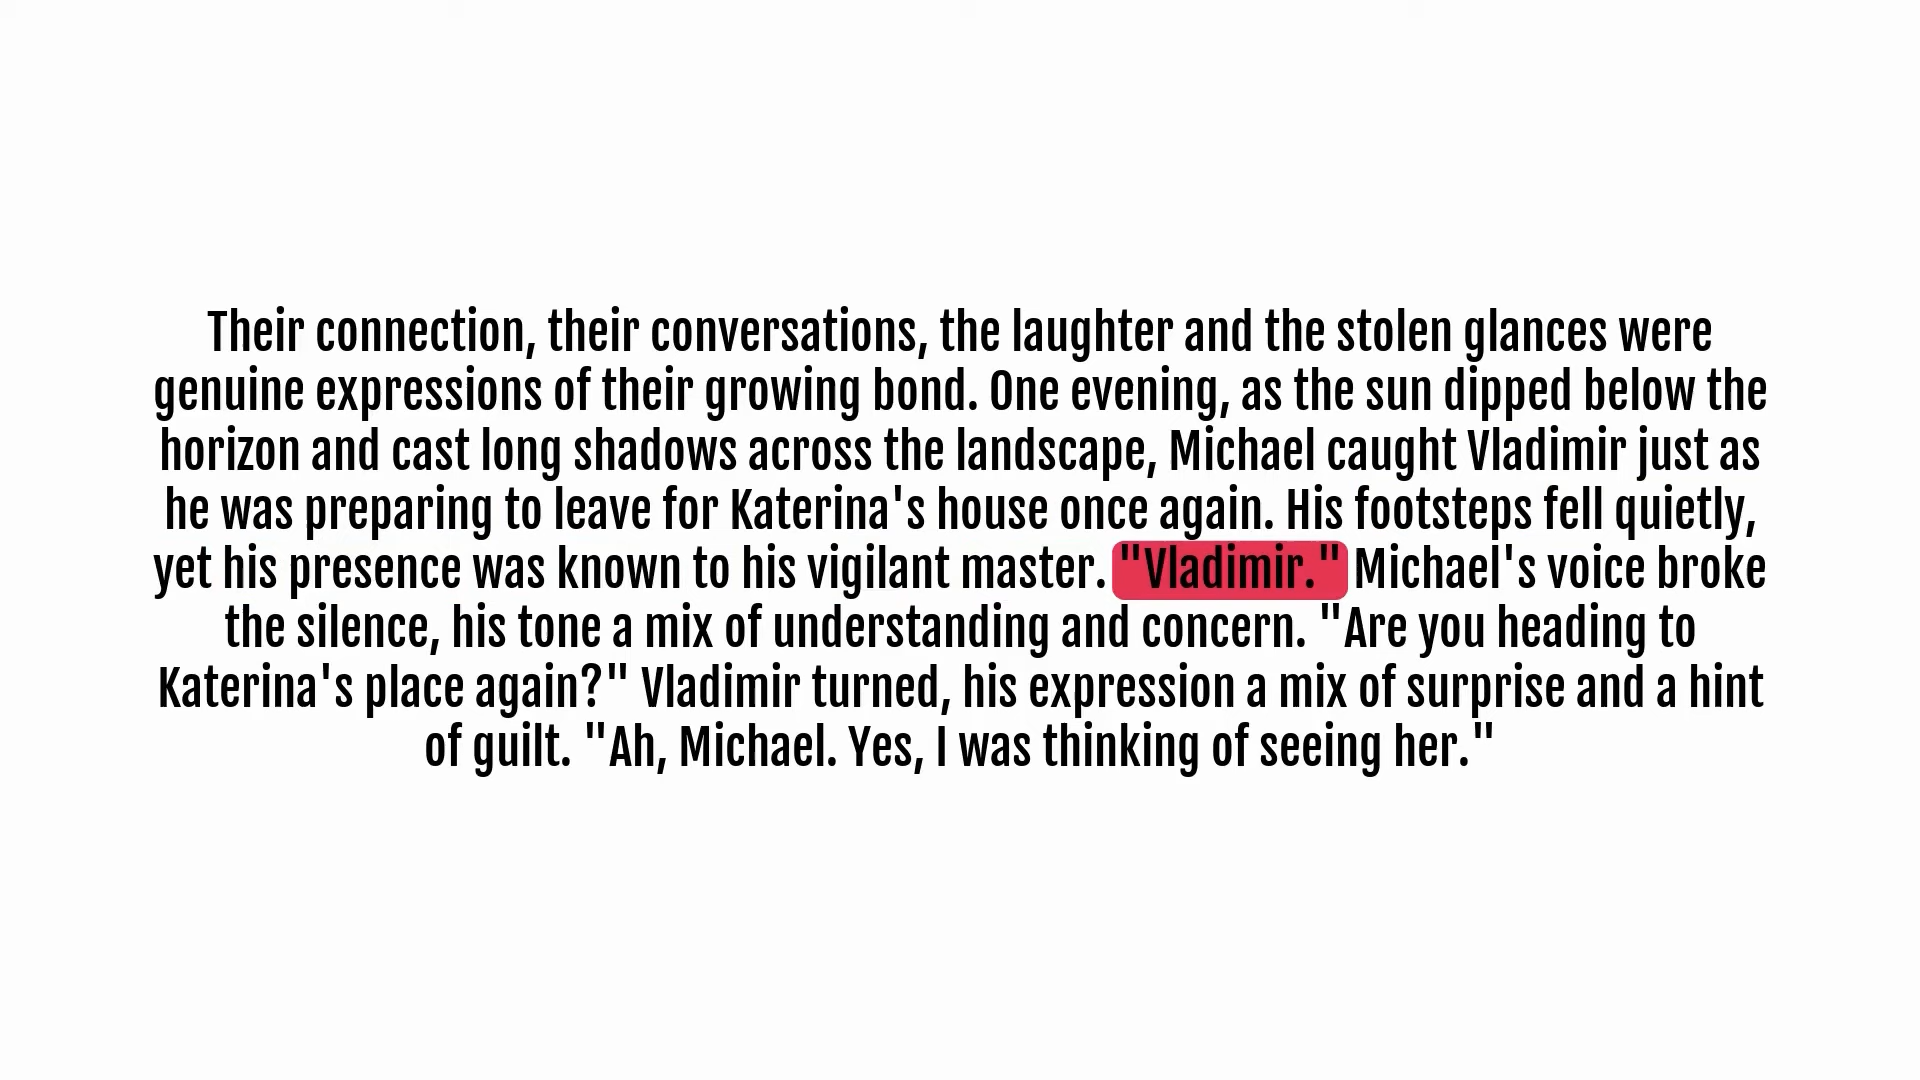 Their connection, their conversations, the laughter and the stolen glances were
genuine expressions of their growing bond. One evening, as the sun dipped below the
horizon and cast long shadows across the landscape, Michael caught Vladimir just as
he was preparing to leave for Katerina's house once again. His footsteps fell quietly,
yet his presence was known to his vigilant master. "Vladimir." Michael's voice broke
the silence, his tone a mix of understanding and concern. "Are you heading to
Katerina's place again?" Vladimir turned, his expression a mix of surprise and a hint
of guilt. "Ah, Michael. Yes, I was thinking of seeing her."